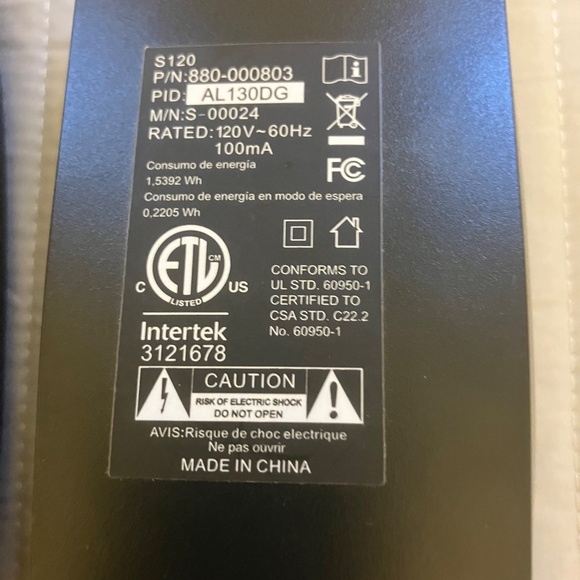 S120
P/N:880-000803
PID: AL130DG
M/N:S-00024
RATED:120V~60Hz
100mA
Consumo de energía
1,5392 Wh
Consumo de energía en modo de espera
0,2205 Wh
FC
ETL CM
LISTED
C US
Intertek
3121678
CONFORMS TO
UL STD. 60950-1
CERTIFIED TO
CSA STD. C22.2
No. 60950-1
CAUTION
RISK OF ELECTRIC SHOCK
DO NOT OPEN
AVIS:Risque de choc electrique
Ne pas ouvrir
MADE IN CHINA